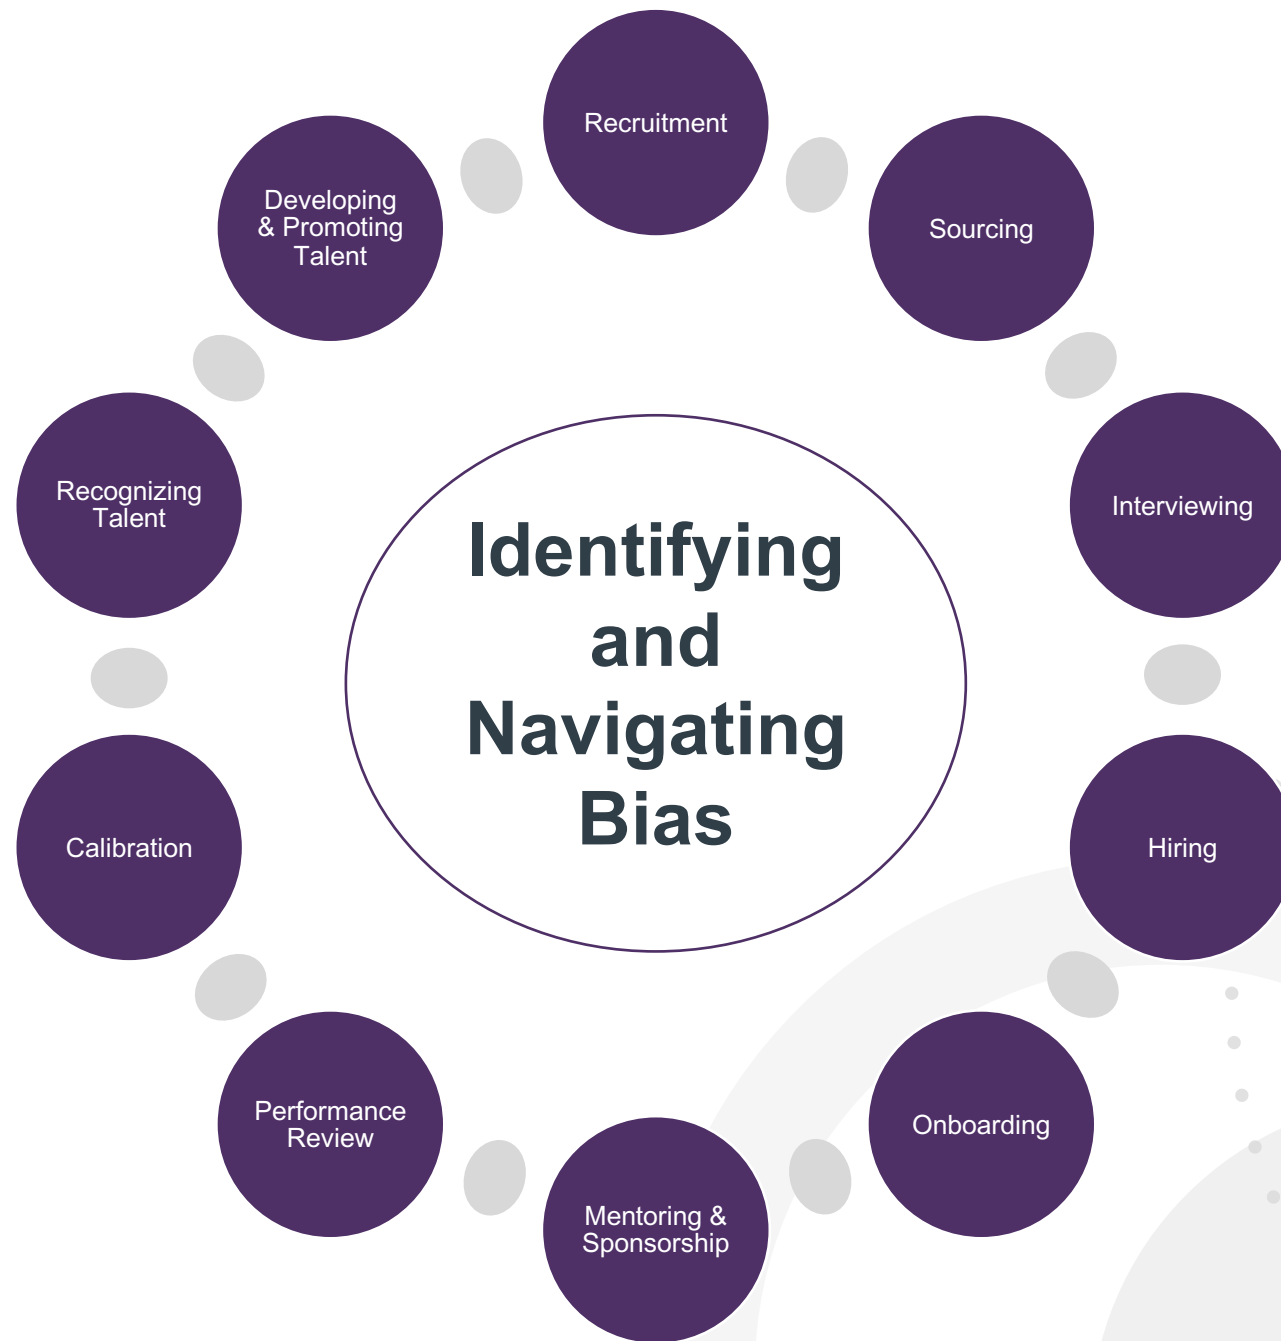 Recruitment
Sourcing
Interviewing
Hiring
Onboarding
Mentoring &
Sponsorship
Performance
Review
Calibration
Recognizing
Talent
Developing
& Promoting
Talent
Identifying
and
Navigating
Bias